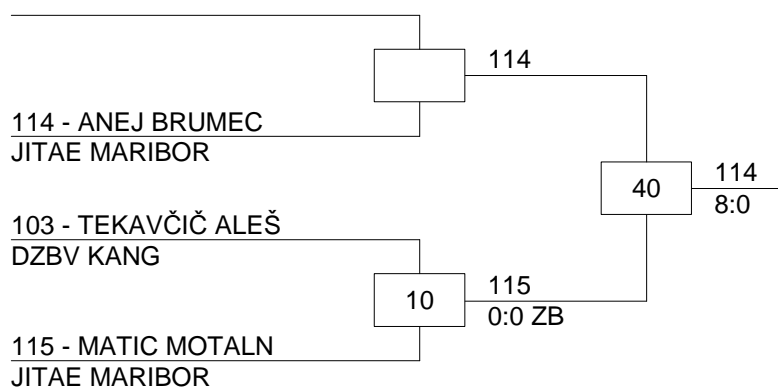 114
114 - ANEJ BRUMEC
JITAE MARIBOR
40
114
8:0
103 - TEKAVČIČ ALEŠ
DZBV KANG
10
115
0:0 ZB
115 - MATIC MOTALN
JITAE MARIBOR